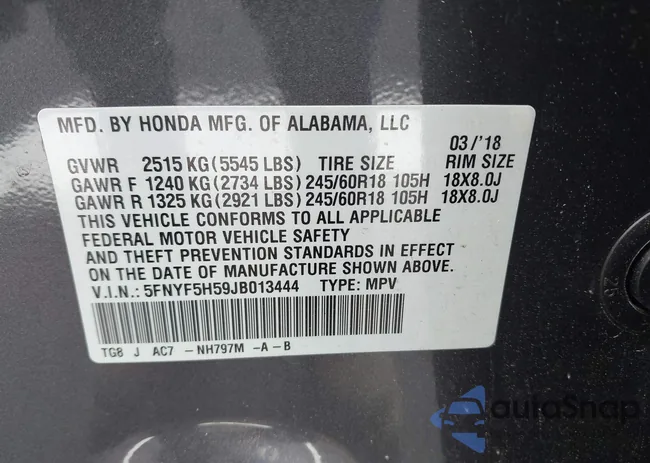 MFD. BY HONDA MFG. OF ALABAMA, LLC
03/'18
GVWR 2515 KG (5545 LBS) TIRE SIZE RIM SIZE
GAWR F 1240 KG (2734 LBS) 245/60R18 105H 18X8.0J
GAWR R 1325 KG (2921 LBS) 245/60R18 105H 18X8.0J
THIS VEHICLE CONFORMS TO ALL APPLICABLE
FEDERAL MOTOR VEHICLE SAFETY
AND THEFT PREVENTION STANDARDS IN EFFECT
ON THE DATE OF MANUFACTURE SHOWN ABOVE.
V.I.N.: 5FNYF5H59JB013444 TYPE: MPV
TG8 J AC7 -NH797M -A-B
autoSnap